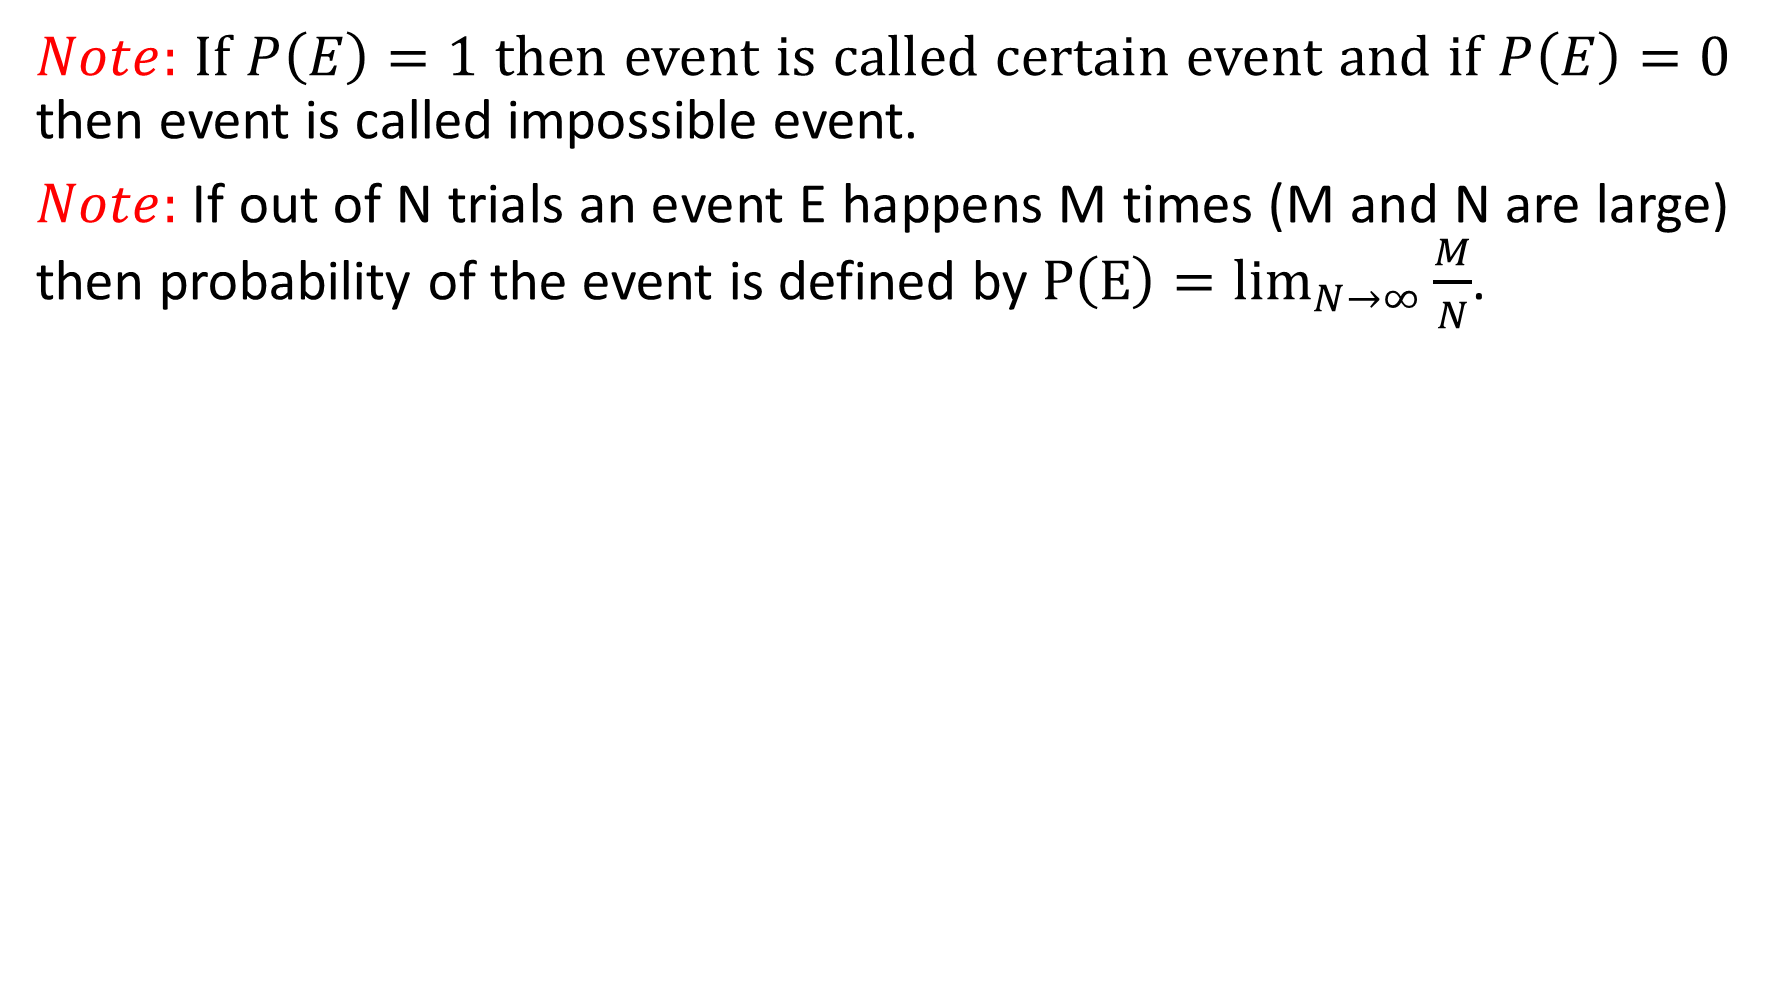 Note: If P(E) = 1 then event is called certain event and if P(E) = 0
then event is called impossible event.
Note: If out of N trials an event E happens M times (M and N are large)
then probability of the event is defined by P(E) = lim_{N→∞} \frac{M}{N}.